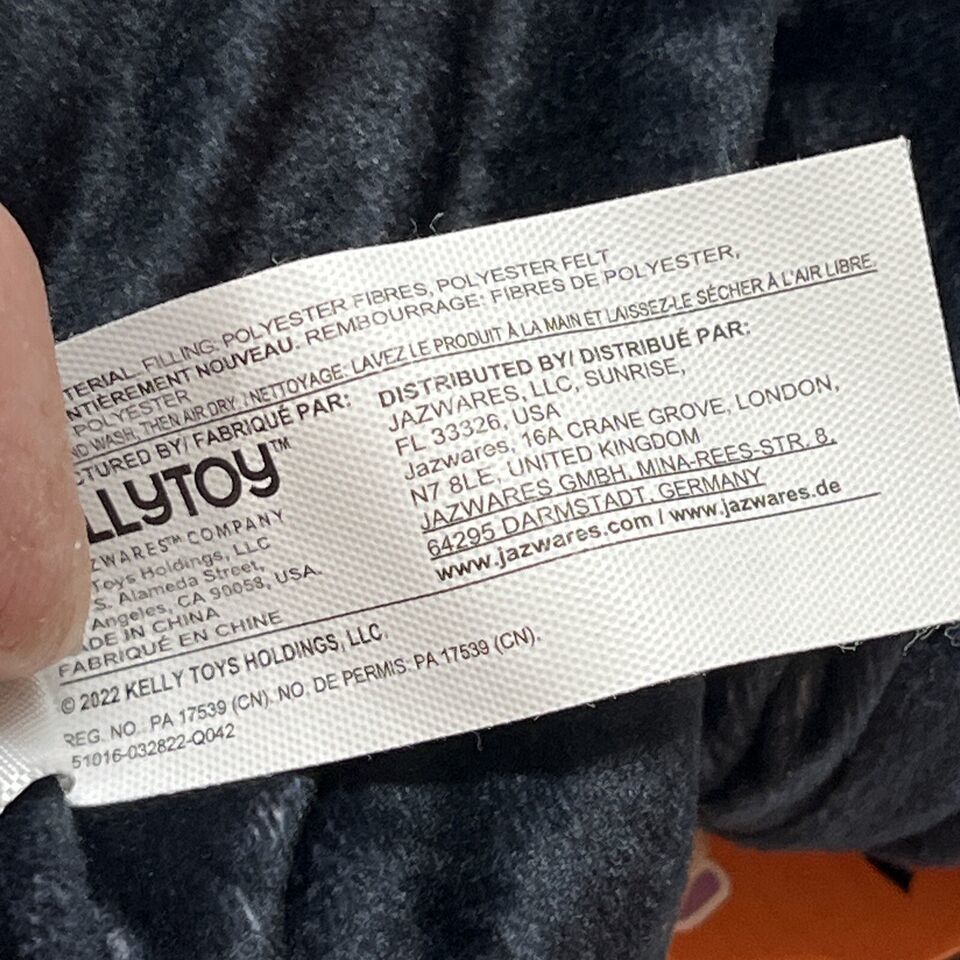 TERIAL FILLING: POLYESTER FIBRES, POLYESTER FELT
NTIÈREMENT NOUVEAU. REMBOURRAGE: FIBRES DE POLYESTER,
POLYESTER
ND WASH, THEN AIR DRY. / NETTOYAGE: LAVEZ LE PRODUIT À LA MAIN ET LAISSEZ-LE SÉCHER À L'AIR LIBRE.
CTURED BY/ FABRIQUÉ PAR:
LLYTOY™
ZWARES™ COMPANY
Toys Holdings, LLC
S. Alameda Street,
Angeles, CA 90058, USA.
ADE IN CHINA
FABRIQUÉ EN CHINE
DISTRIBUTED BY/ DISTRIBUÉ PAR:
JAZWARES, LLC, SUNRISE,
FL 33326, USA
Jazwares, 16A CRANE GROVE, LONDON,
N7 8LE, UNITED KINGDOM
JAZWARES GMBH, MINA-REES-STR. 8,
64295 DARMSTADT, GERMANY
www.jazwares.com / www.jazwares.de
© 2022 KELLY TOYS HOLDINGS, LLC.
REG. NO. PA 17539 (CN). NO. DE PERMIS: PA 17539 (CN).
51016-032822-Q042